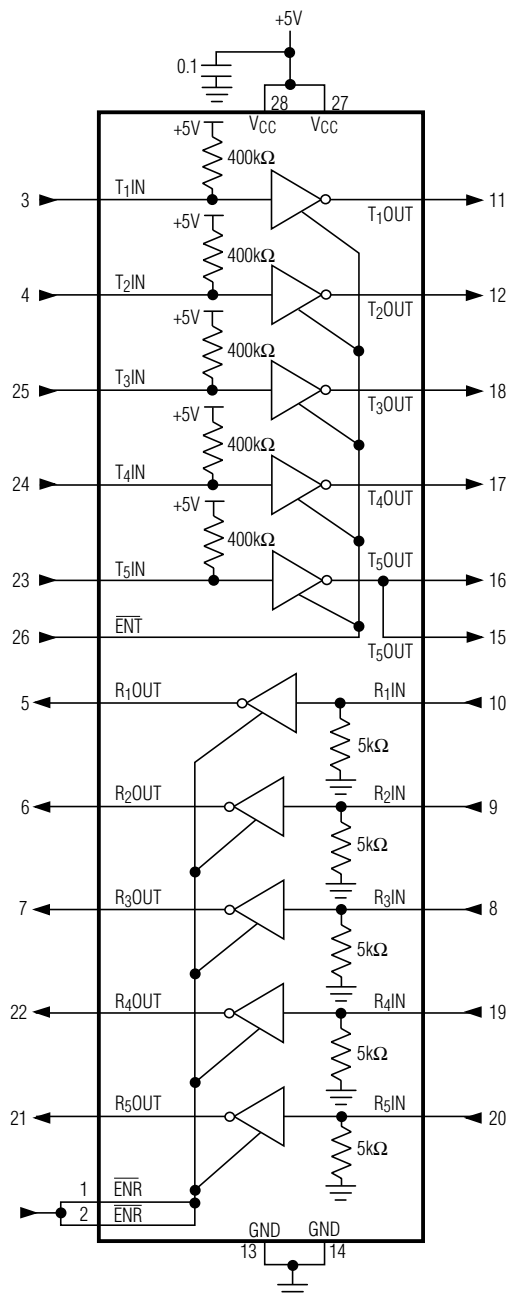 +5V
0.1
28 27
VCC VCC
+5V
400kΩ
3 T1IN T1OUT 11
+5V
400kΩ
4 T2IN T2OUT 12
+5V
400kΩ
25 T3IN T3OUT 18
+5V
400kΩ
24 T4IN T4OUT 17
+5V
400kΩ
23 T5IN T5OUT 16
26 ENT T5OUT 15
5 R1OUT R1IN 10
5kΩ
6 R2OUT R2IN 9
5kΩ
7 R3OUT R3IN 8
5kΩ
22 R4OUT R4IN 19
5kΩ
21 R5OUT R5IN 20
5kΩ
1 ENR
2 ENR
GND GND
13 14